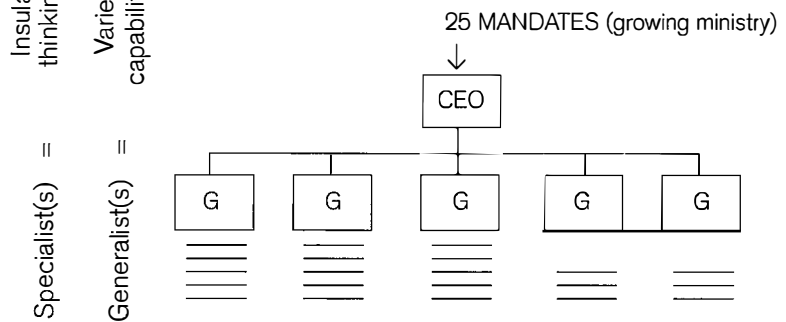 25 MANDATES (growing ministry)
CEO
G G G G G
Specialist(s) =
Generalist(s) =